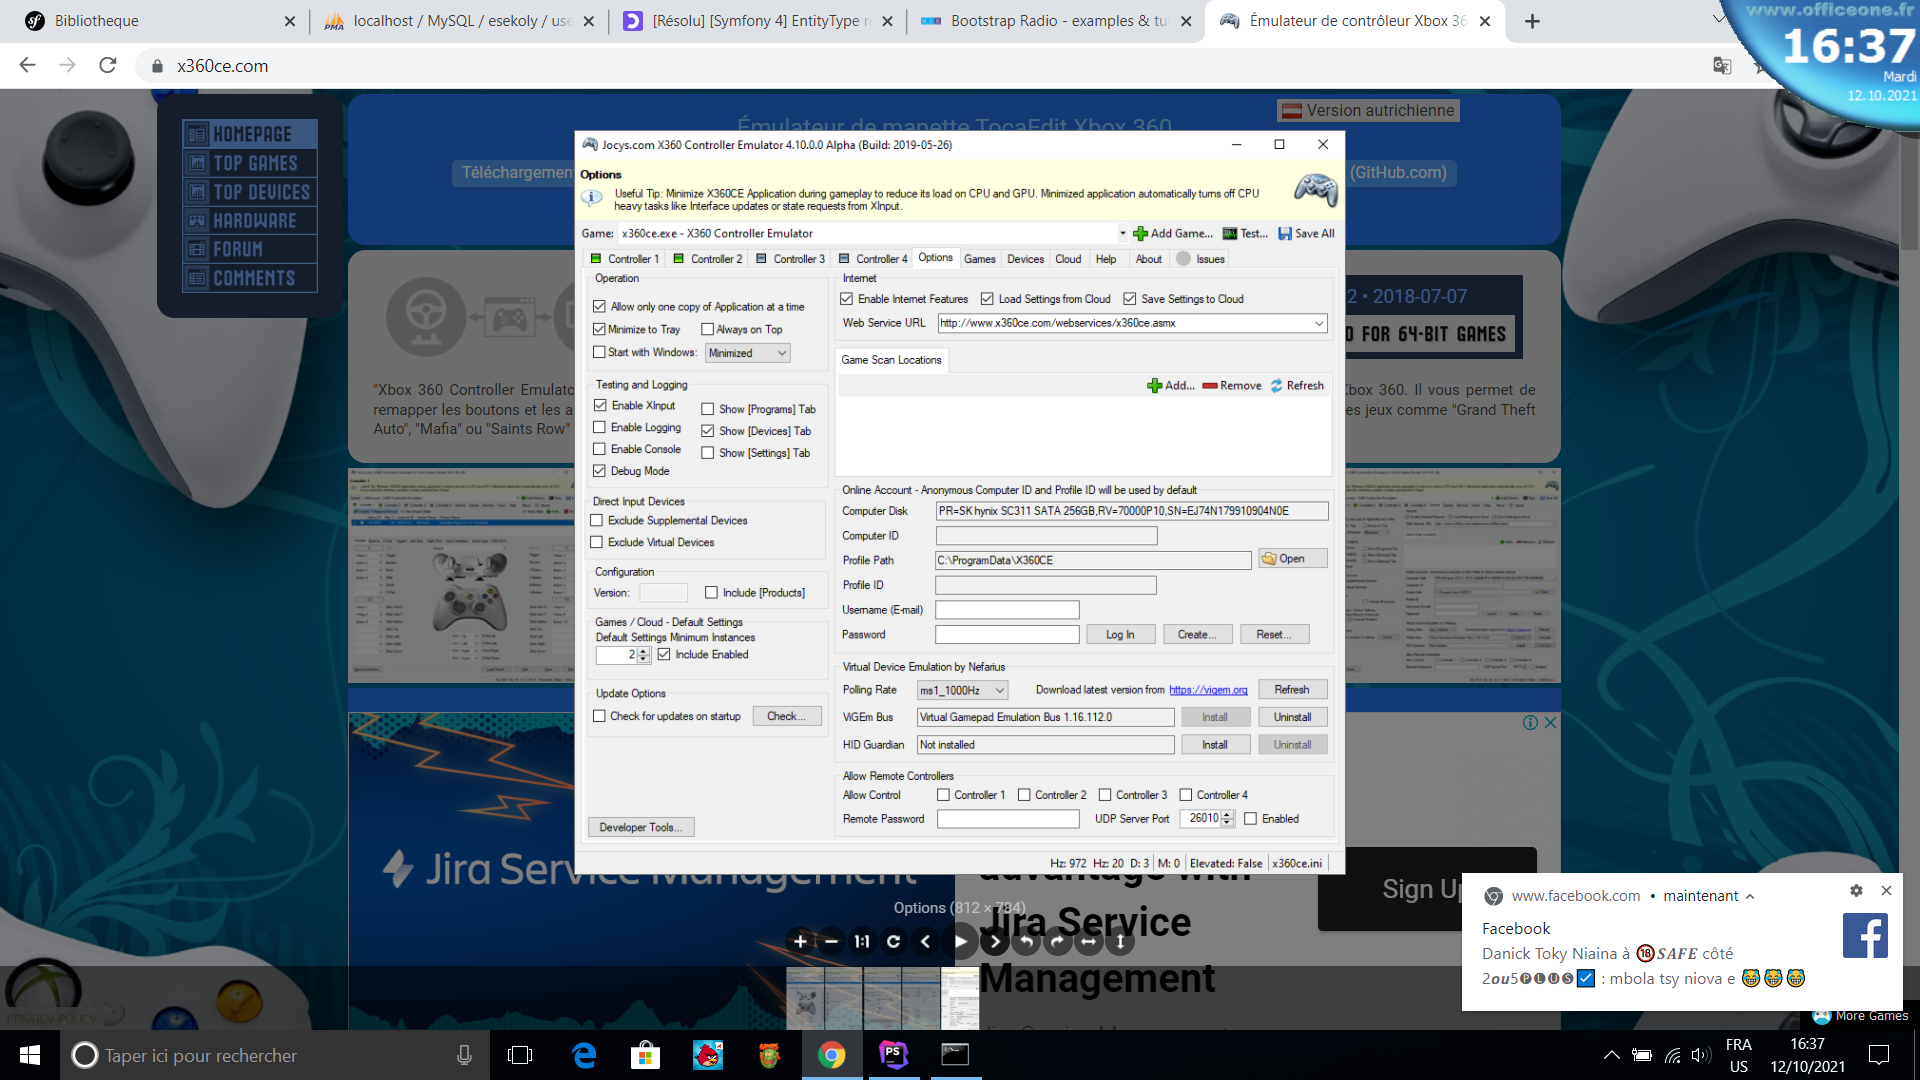 Bibliotheque
localhost / MySQL / esekoly / use
[Résolu] [Symfony 4] EntityType n
Bootstrap Radio - examples & tu
Émulateur de contrôleur Xbox 36
www.officeone.fr
16:37
Mardi
12.10.2021
x360ce.com
HOMEPAGE
TOP GAMES
TOP DEVICES
HARDWARE
FORUM
COMMENTS
Version autrichienne
Émulateur de manette TocaEdit Xbox 360
Téléchargemen
(GitHub.com)
2 • 2018-07-07
D FOR 64-BIT GAMES
"Xbox 360 Controller Emulato
box 360. Il vous permet de
remapper les boutons et les a
es jeux comme "Grand Theft
Auto", "Mafia" ou "Saints Row"
Jocys.com X360 Controller Emulator 4.10.0.0 Alpha (Build: 2019-05-26)
Options
Useful Tip: Minimize X360CE Application during gameplay to reduce its load on CPU and GPU. Minimized application automatically turns off CPU
heavy tasks like Interface updates or state requests from XInput.
Game: x360ce.exe - X360 Controller Emulator Add Game... Test... Save All
Controller 1 Controller 2 Controller 3 Controller 4 Options Games Devices Cloud Help About Issues
Operation
Allow only one copy of Application at a time
Minimize to Tray Always on Top
Start with Windows: Minimized
Testing and Logging
Enable XInput Show [Programs] Tab
Enable Logging Show [Devices] Tab
Enable Console Show [Settings] Tab
Debug Mode
Direct Input Devices
Exclude Supplemental Devices
Exclude Virtual Devices
Configuration
Version: Include [Products]
Games / Cloud - Default Settings
Default Settings Minimum Instances
2 Include Enabled
Update Options
Check for updates on startup Check...
Developer Tools...
Internet
Enable Internet Features Load Settings from Cloud Save Settings to Cloud
Web Service URL http://www.x360ce.com/webservices/x360ce.asmx
Game Scan Locations
Add... Remove Refresh
Online Account - Anonymous Computer ID and Profile ID will be used by default
Computer Disk PR=SK hynix SC311 SATA 256GB,RV=70000P10,SN=EJ74N179910904N0E
Computer ID
Profile Path C:\ProgramData\X360CE Open
Profile ID
Username (E-mail)
Password Log In Create... Reset...
Virtual Device Emulation by Nefarius
Polling Rate ms1_1000Hz Download latest version from https://vigem.org Refresh
ViGEm Bus Virtual Gamepad Emulation Bus 1.16.112.0 Install Uninstall
HID Guardian Not installed Install Uninstall
Allow Remote Controllers
Allow Control Controller 1 Controller 2 Controller 3 Controller 4
Remote Password UDP Server Port 26010 Enabled
Hz: 972 Hz: 20 D: 3 M: 0 Elevated: False x360ce.ini
Jira Service Management
advantage with
Jira Service
Management
Sign Up
Options (812 × 784)
1:1
www.facebook.com • maintenant
Facebook
Danick Toky Niaina à 🔞𝑺𝑨𝑭𝑬 côté
2𝒐𝒖5🅟🅛🅤🅢☑ : mbola tsy niova e 😹😹😹
PRIVACY POLICY
More Games
Taper ici pour rechercher
PS
FRA
US
16:37
12/10/2021